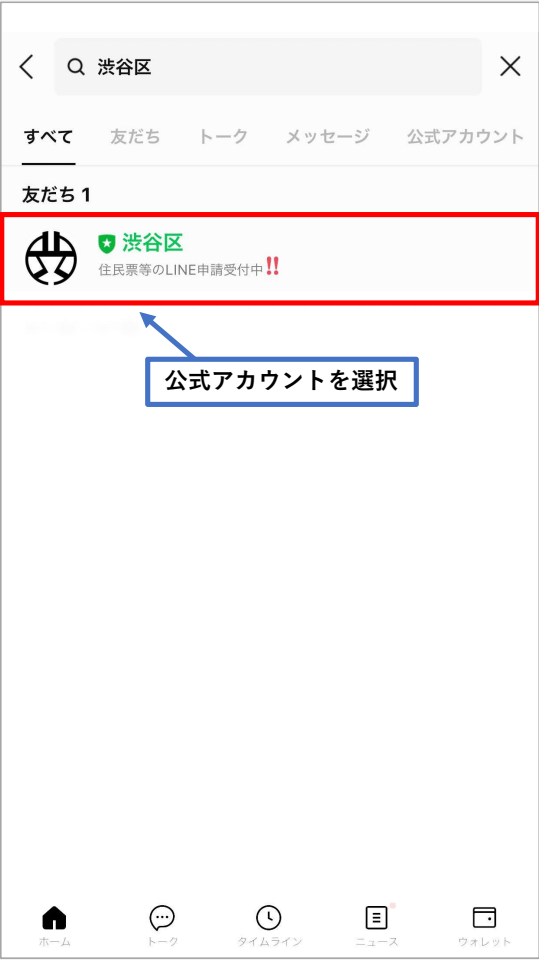 渋谷区
すべて 友だち トーク メッセージ 公式アカウント
友だち 1
渋谷区
住民票等のLINE申請受付中‼
公式アカウントを選択
ホーム トーク タイムライン ニュース ウォレット